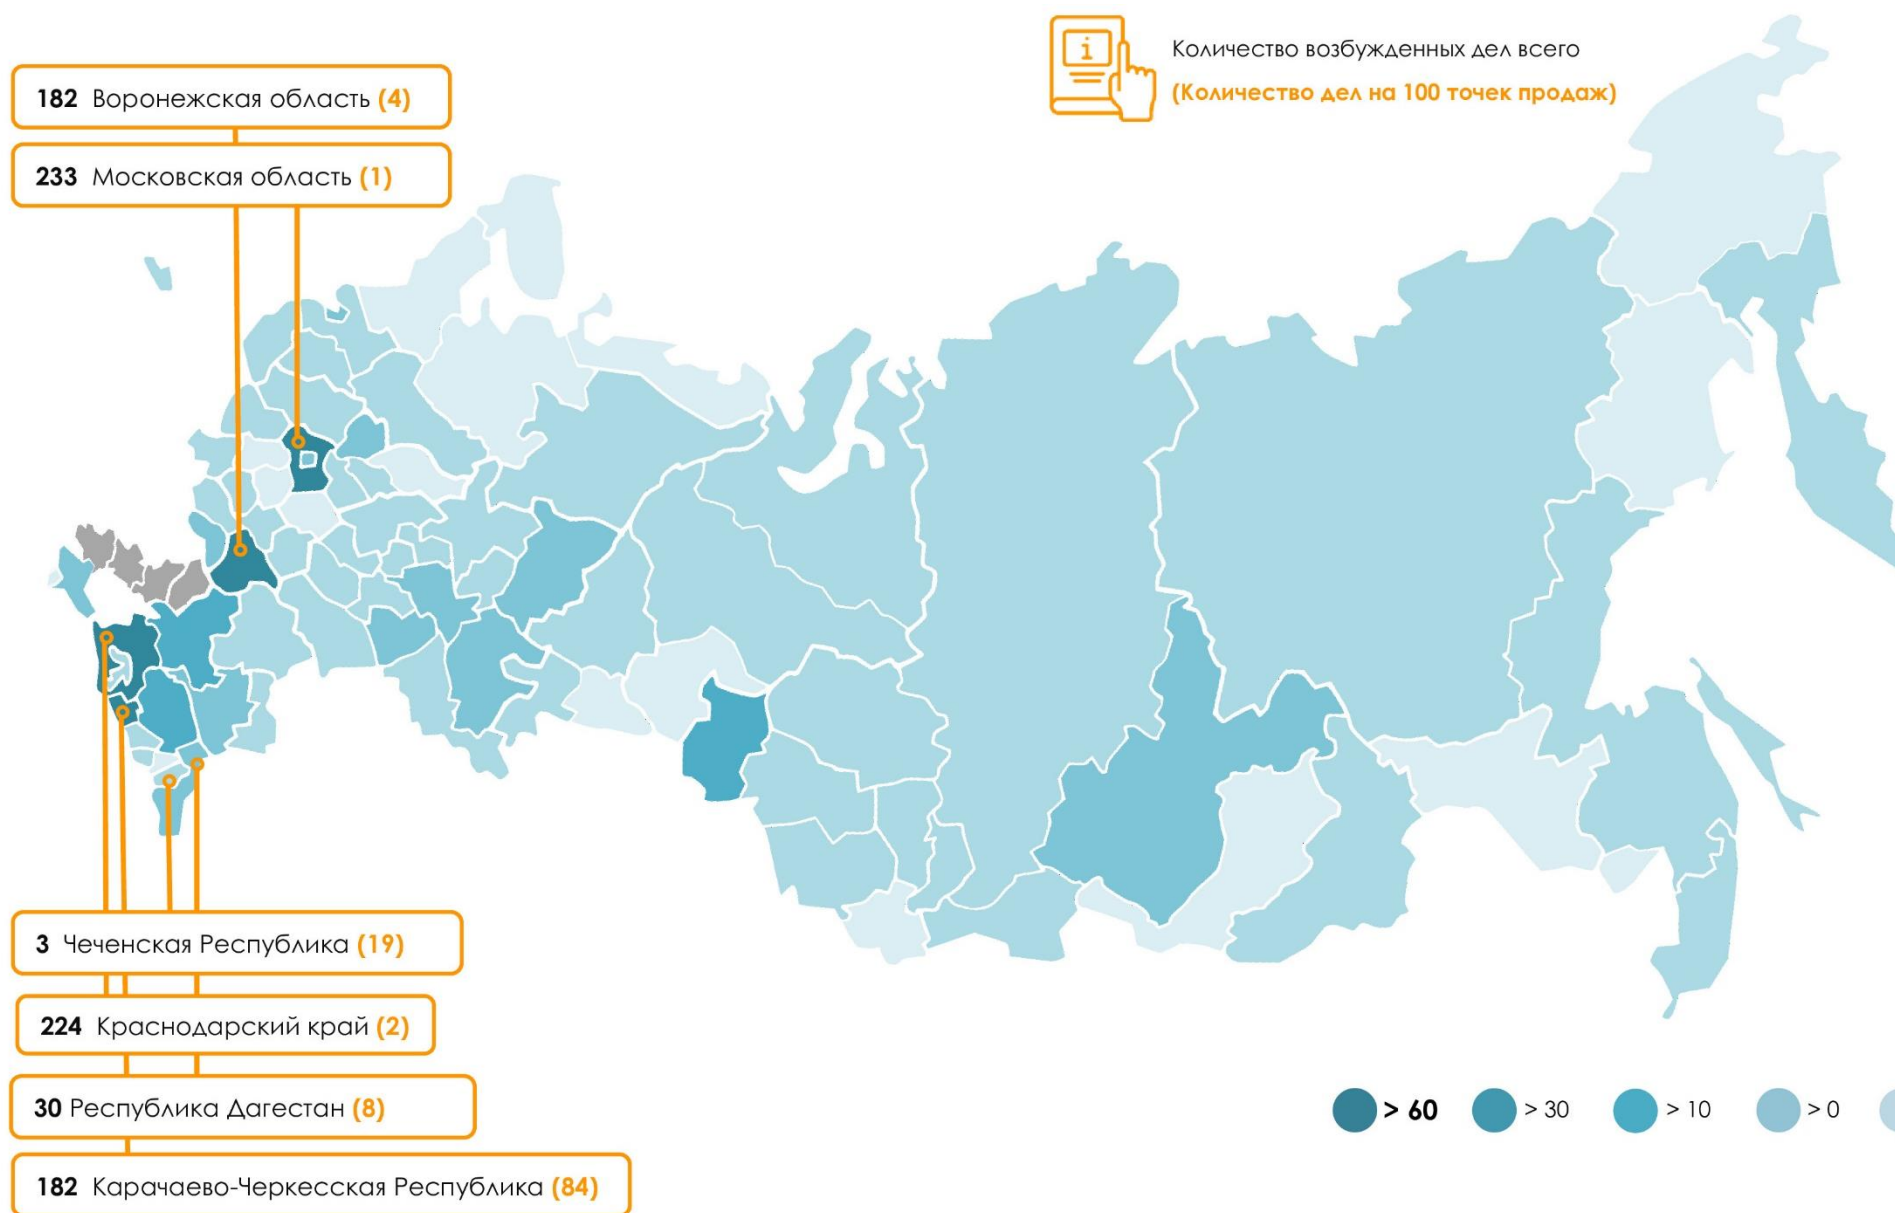 Количество возбужденных дел всего
(Количество дел на 100 точек продаж)
182 Воронежская область (4)
233 Московская область (1)
3 Чеченская Республика (19)
224 Краснодарский край (2)
30 Республика Дагестан (8)
182 Карачаево-Черкесская Республика (84)
> 60 > 30 > 10 > 0